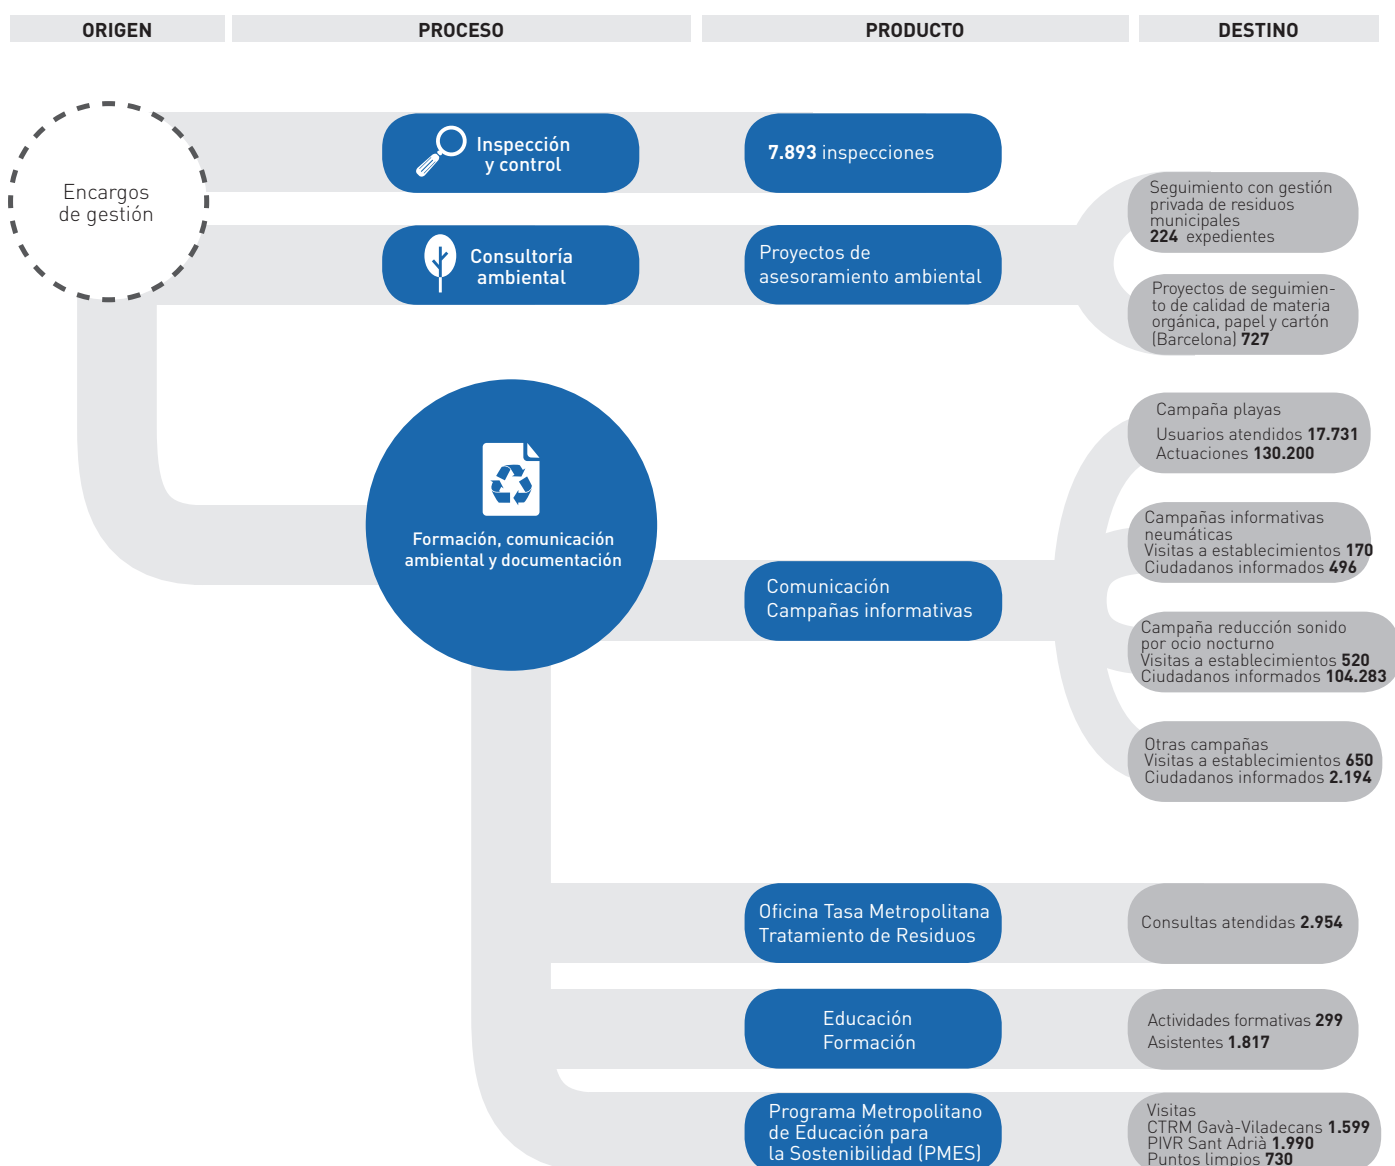 ORIGEN
PROCESO
PRODUCTO
DESTINO
Encargos
de gestión
Inspección
y control
7.893 inspecciones
Consultoría
ambiental
Proyectos de
asesoramiento ambiental
Seguimiento con gestión
privada de residuos
municipales
224 expedientes
Proyectos de seguimien-
to de calidad de materia
orgánica, papel y cartón
(Barcelona) 727
Formación, comunicación
ambiental y documentación
Comunicación
Campañas informativas
Campaña playas
Usuarios atendidos 17.731
Actuaciones 130.200
Campañas informativas
neumáticas
Visitas a establecimientos 170
Ciudadanos informados 496
Campaña reducción sonido
por ocio nocturno
Visitas a establecimientos 520
Ciudadanos informados 104.283
Otras campañas
Visitas a establecimientos 650
Ciudadanos informados 2.194
Oficina Tasa Metropolitana
Tratamiento de Residuos
Consultas atendidas 2.954
Educación
Formación
Actividades formativas 299
Asistentes 1.817
Programa Metropolitano
de Educación para
la Sostenibilidad (PMES)
Visitas
CTRM Gavà-Viladecans 1.599
PIVR Sant Adrià 1.990
Puntos limpios 730